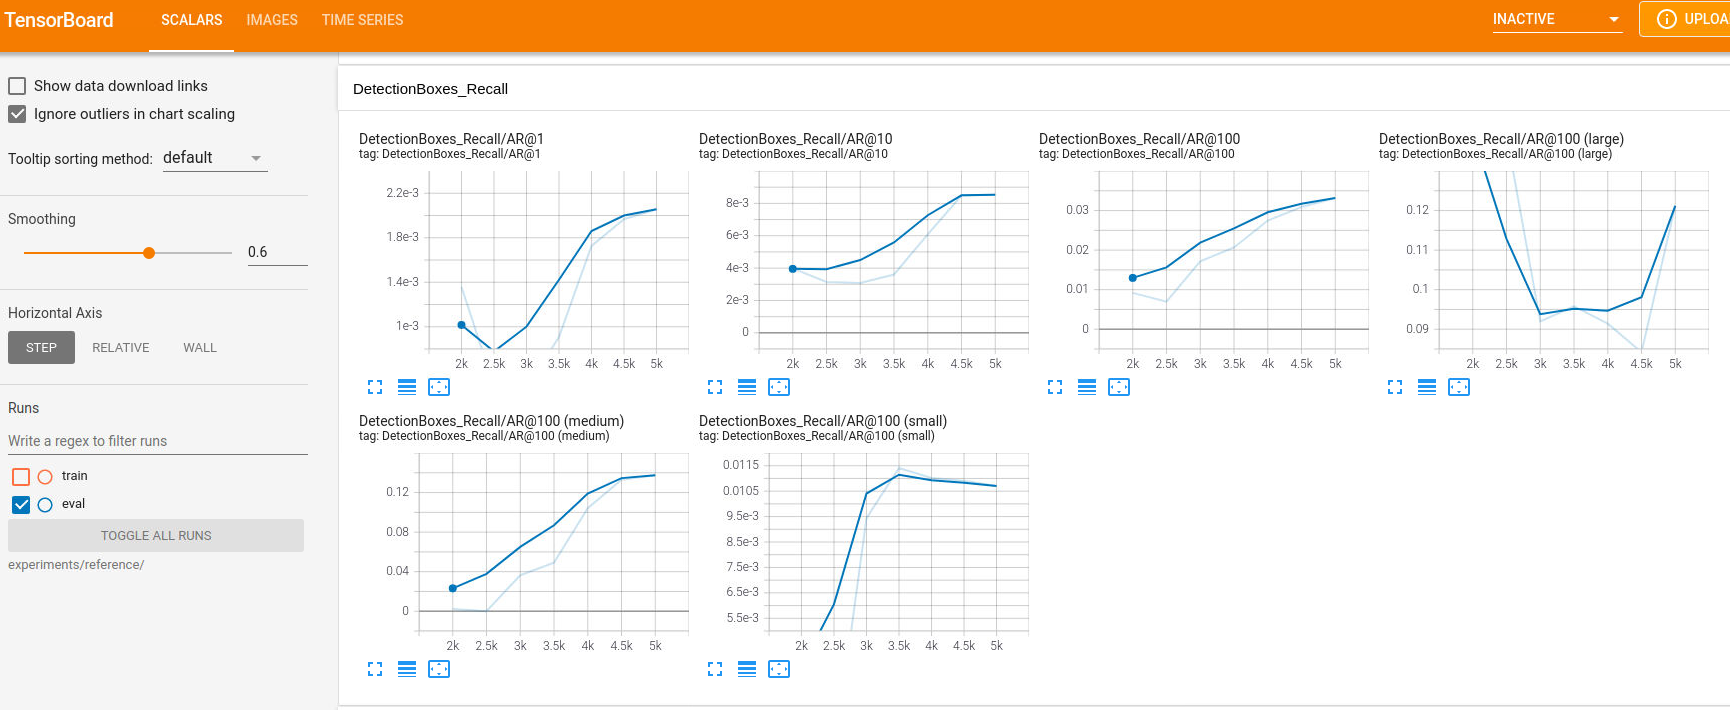 TensorBoard SCALARS IMAGES TIME SERIES INACTIVE UPLOA
Show data download links
Ignore outliers in chart scaling
Tooltip sorting method: default
Smoothing
0.6
Horizontal Axis
STEP RELATIVE WALL
Runs
Write a regex to filter runs
train
eval
TOGGLE ALL RUNS
experiments/reference/
DetectionBoxes_Recall
DetectionBoxes_Recall/AR@1
tag: DetectionBoxes_Recall/AR@1
2.2e-3
1.8e-3
1.4e-3
1e-3
2k 2.5k 3k 3.5k 4k 4.5k 5k
DetectionBoxes_Recall/AR@10
tag: DetectionBoxes_Recall/AR@10
8e-3
6e-3
4e-3
2e-3
0
2k 2.5k 3k 3.5k 4k 4.5k 5k
DetectionBoxes_Recall/AR@100
tag: DetectionBoxes_Recall/AR@100
0.03
0.02
0.01
0
2k 2.5k 3k 3.5k 4k 4.5k 5k
DetectionBoxes_Recall/AR@100 (large)
tag: DetectionBoxes_Recall/AR@100 (large)
0.12
0.11
0.1
0.09
2k 2.5k 3k 3.5k 4k 4.5k 5k
DetectionBoxes_Recall/AR@100 (medium)
tag: DetectionBoxes_Recall/AR@100 (medium)
0.12
0.08
0.04
0
2k 2.5k 3k 3.5k 4k 4.5k 5k
DetectionBoxes_Recall/AR@100 (small)
tag: DetectionBoxes_Recall/AR@100 (small)
0.0115
0.0105
9.5e-3
8.5e-3
7.5e-3
6.5e-3
5.5e-3
2k 2.5k 3k 3.5k 4k 4.5k 5k